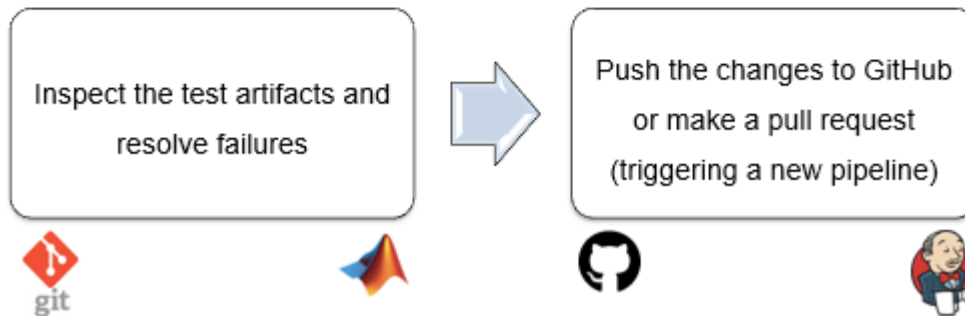 Inspect the test artifacts and
resolve failures
Push the changes to GitHub
or make a pull request
(triggering a new pipeline)
git